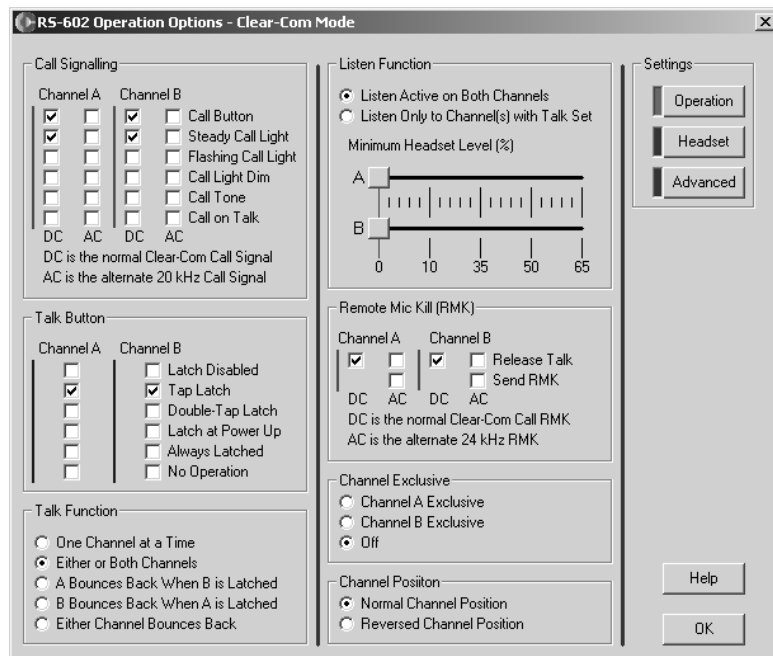 RS-602 Operation Options - Clear-Com Mode
Call Signalling
Channel A Channel B
Call Button
Steady Call Light
Flashing Call Light
Call Light Dim
Call Tone
Call on Talk
DC AC DC AC
DC is the normal Clear-Com Call Signal
AC is the alternate 20 kHz Call Signal
Talk Button
Channel A Channel B
Latch Disabled
Tap Latch
Double-Tap Latch
Latch at Power Up
Always Latched
No Operation
Talk Function
One Channel at a Time
Either or Both Channels
A Bounces Back When B is Latched
B Bounces Back When A is Latched
Either Channel Bounces Back
Listen Function
Listen Active on Both Channels
Listen Only to Channel(s) with Talk Set
Minimum Headset Level (%)
A
B
0 10 35 50 65
Remote Mic Kill (RMK)
Channel A Channel B
Release Talk
Send RMK
DC AC DC AC
DC is the normal Clear-Com Call RMK
AC is the alternate 24 kHz RMK
Channel Exclusive
Channel A Exclusive
Channel B Exclusive
Off
Channel Posiiton
Normal Channel Position
Reversed Channel Position
Settings
Operation
Headset
Advanced
Help
OK